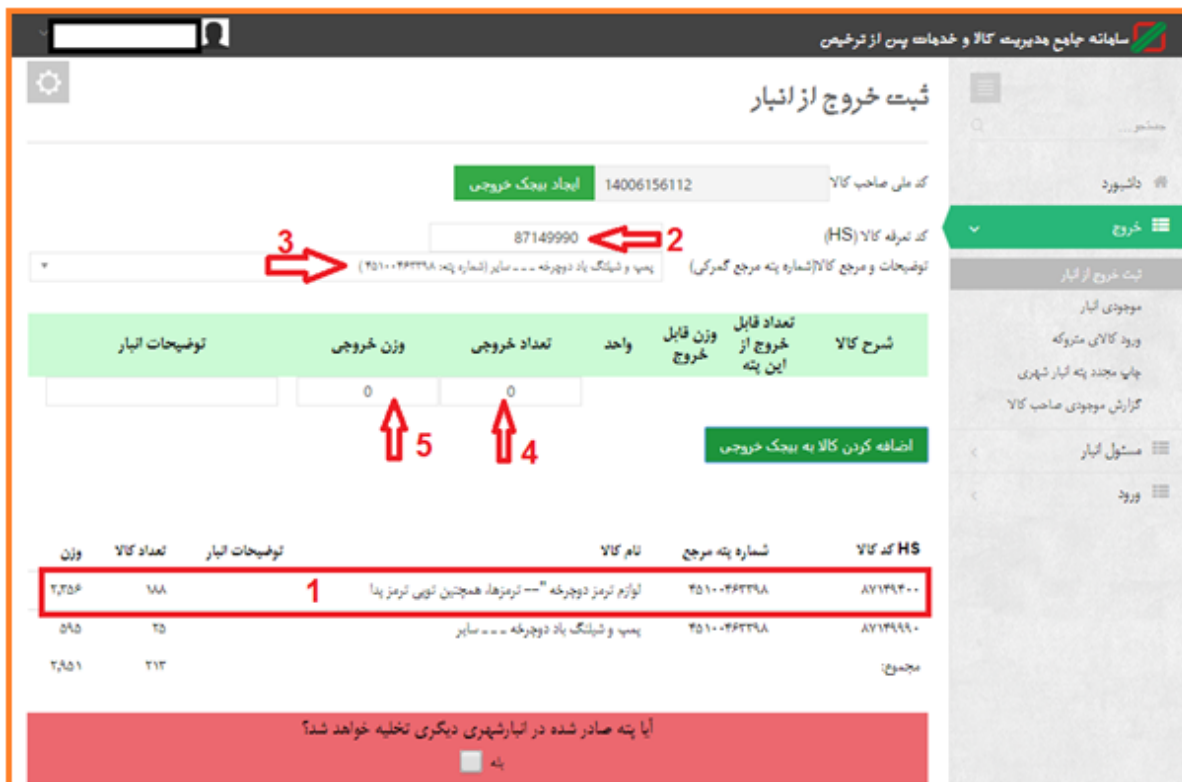 سامانه جامع مدیریت کالا و خدمات پس از ترخیص
جستجو...
داشبورد
خروج
ثبت خروج از انبار
موجودی انبار
ورود کالای متروکه
چاپ مجدد پته انبار شهری
گزارش موجودی صاحب کالا
مسئول انبار
ورود
ثبت خروج از انبار
کد ملی صاحب کالا 14006156112 ایجاد بیجک خروجی
کد تعرفه کالا (HS) 87149990 2
توضیحات و مرجع کالا(شماره پته مرجع گمرکی) پمپ و شیلنگ باد دوچرخه ـ ـ ـ سایر (شماره پته: ۴۵۱۰۰۴۶۳۳۹۸ ) 3
شرح کالا تعداد قابل خروج از این پته وزن قابل خروج واحد تعداد خروجی وزن خروجی توضیحات انبار
0 0
4 5
اضافه کردن کالا به بیجک خروجی
HS کد کالا شماره پته مرجع نام کالا توضیحات انبار تعداد کالا وزن
۸۷۱۴۹۴۰۰ ۴۵۱۰۰۴۶۳۳۹۸ لوازم ترمز دوچرخه "-- ترمزها، همچنین توپی ترمز پدا 1 ۱۸۸ ۲,۳۵۶
۸۷۱۴۹۹۹۰ ۴۵۱۰۰۴۶۳۳۹۸ پمپ و شیلنگ باد دوچرخه ـ ـ ـ سایر ۲۵ ۵۹۵
مجموع: ۲۱۳ ۲,۹۵۱
آیا پته صادر شده در انبارشهری دیگری تخلیه خواهد شد؟
بله